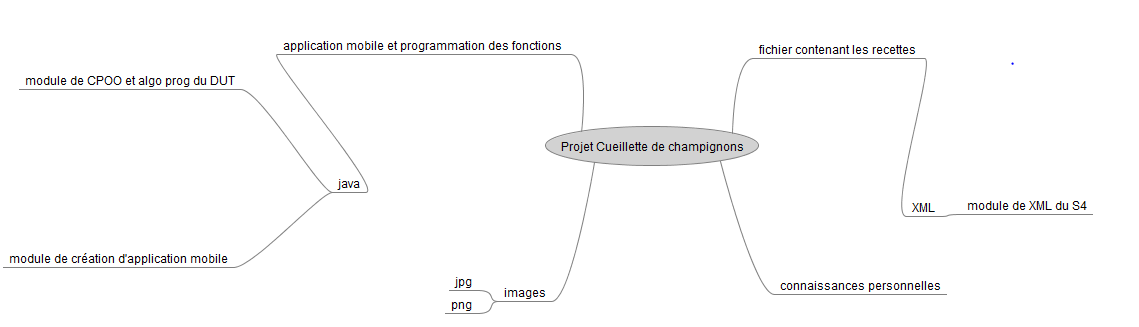 application mobile et programmation des fonctions
fichier contenant les recettes
module de CPOO et algo prog du DUT
Projet Cueillette de champignons
java
XML
module de XML du S4
module de création d'application mobile
jpg
images
connaissances personnelles
png